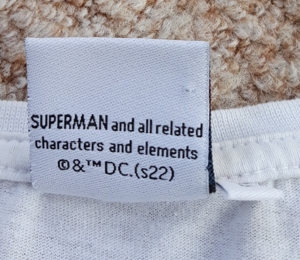 SUPERMAN and all related
characters and elements
©&™DC.(s22)